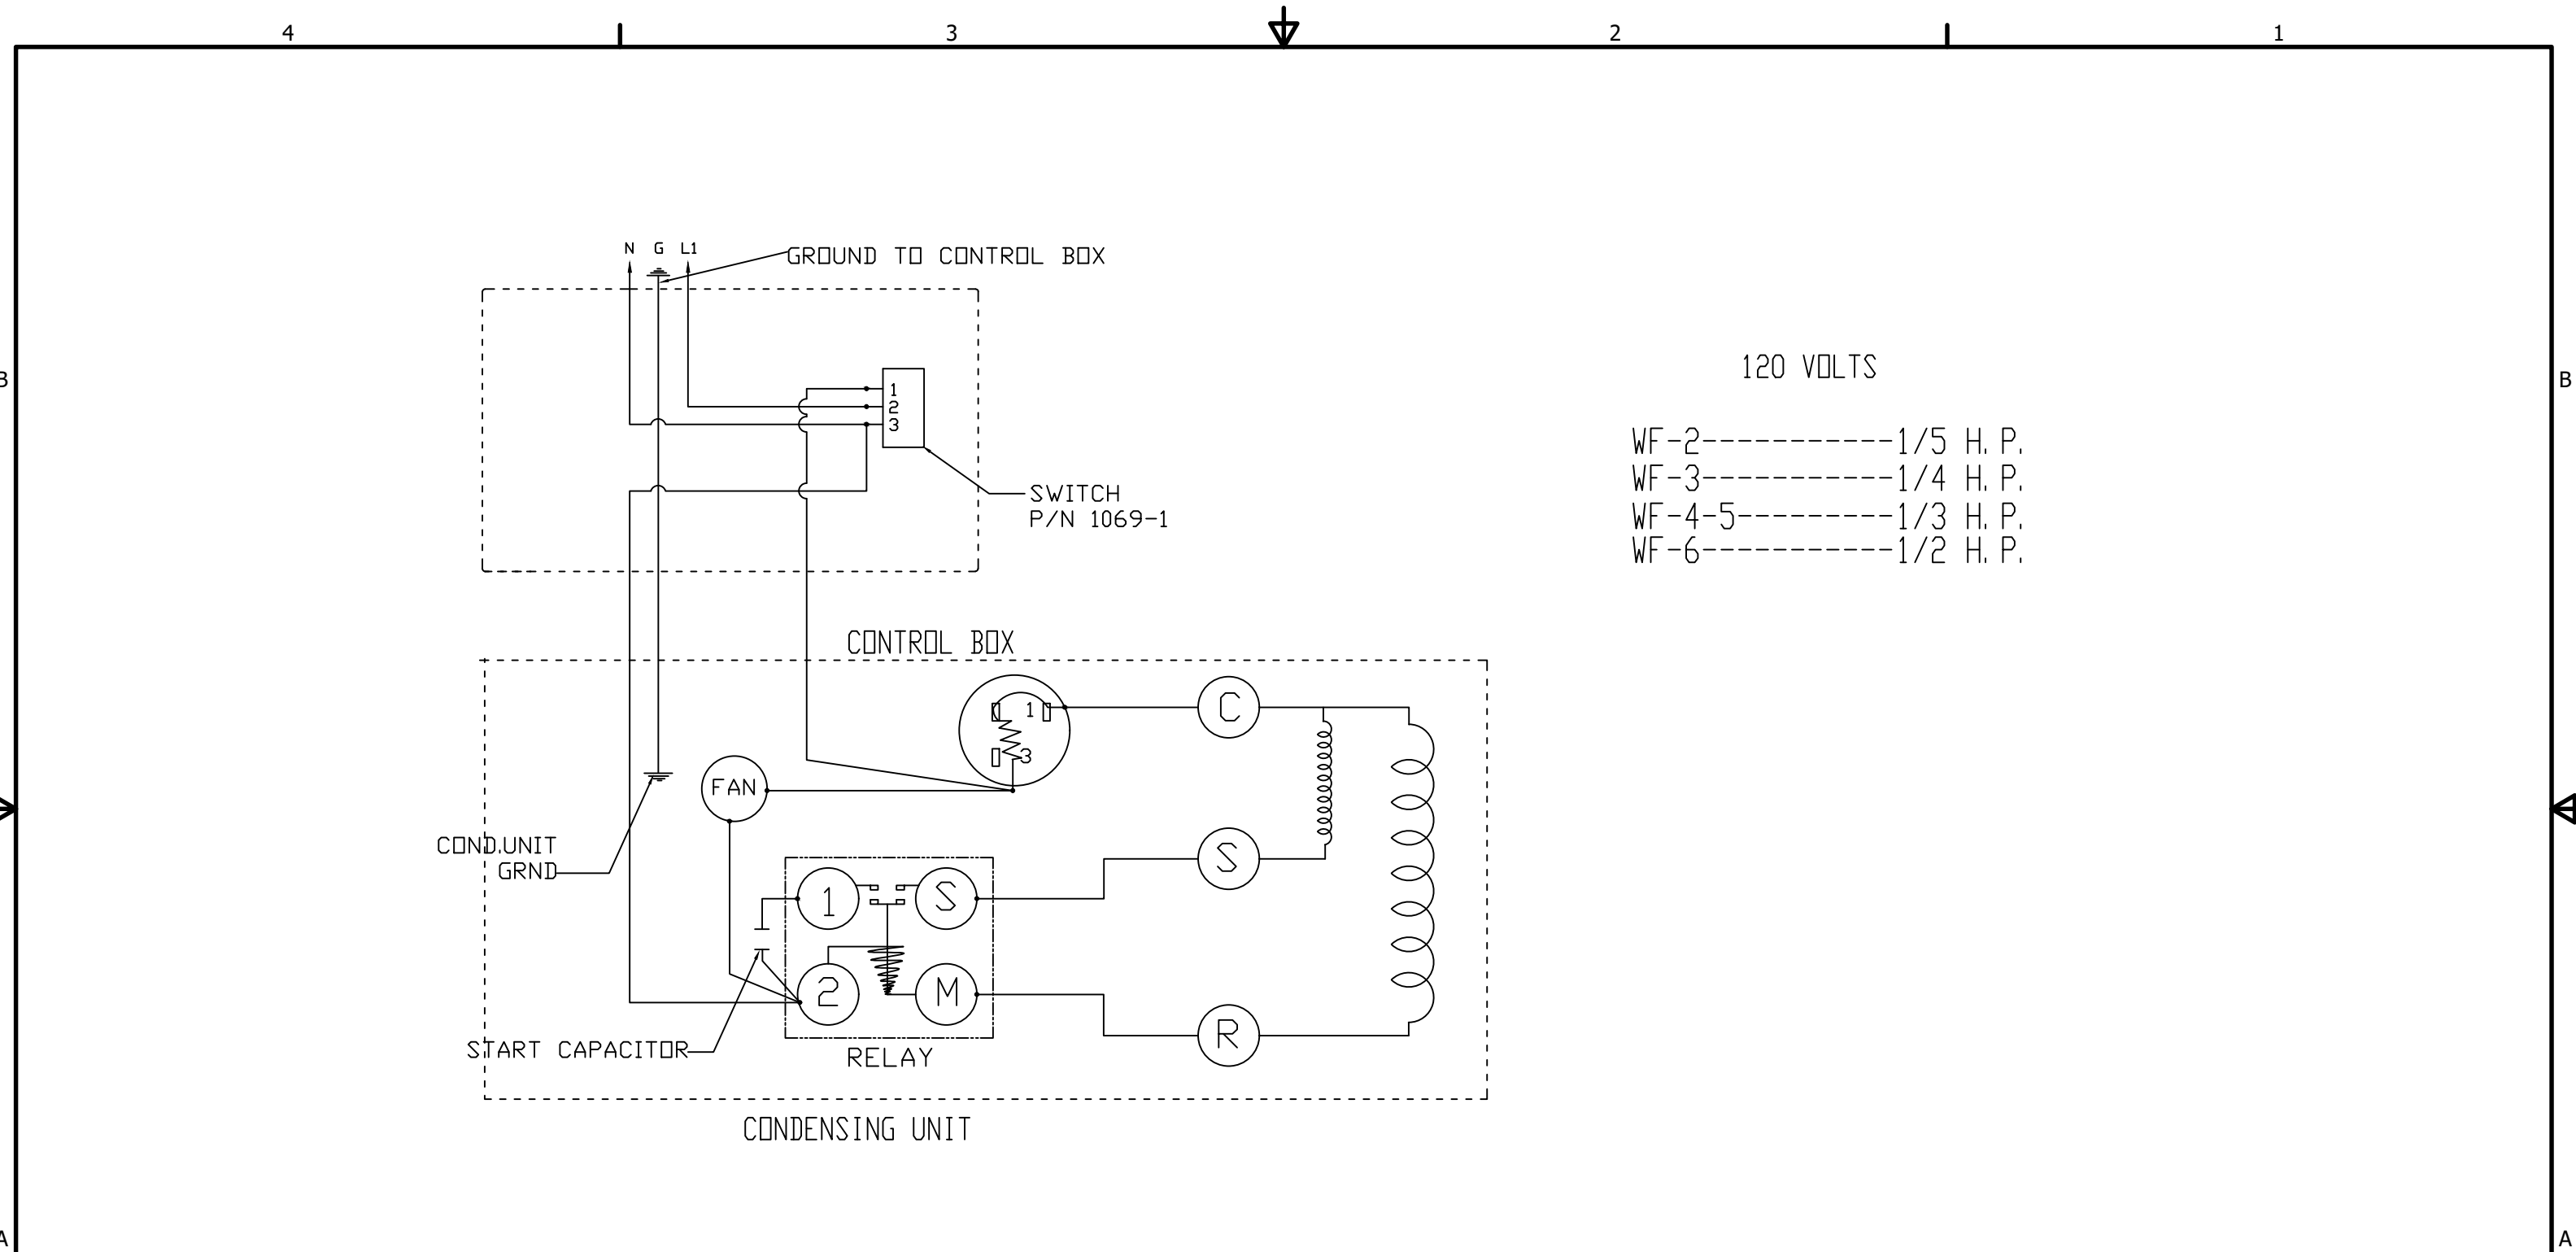 4 3 2 1
N G L1
GROUND TO CONTROL BOX
1
2
3
SWITCH
P/N 1069-1
120 VOLTS
B B
WF-2-----------1/5 H.P.
WF-3-----------1/4 H.P.
WF-4-5---------1/3 H.P.
WF-6-----------1/2 H.P.
CONTROL BOX
1 C
3
FAN
COND.UNIT
GRND
S
1 S
2 M
R
START CAPACITOR
RELAY
CONDENSING UNIT
A A